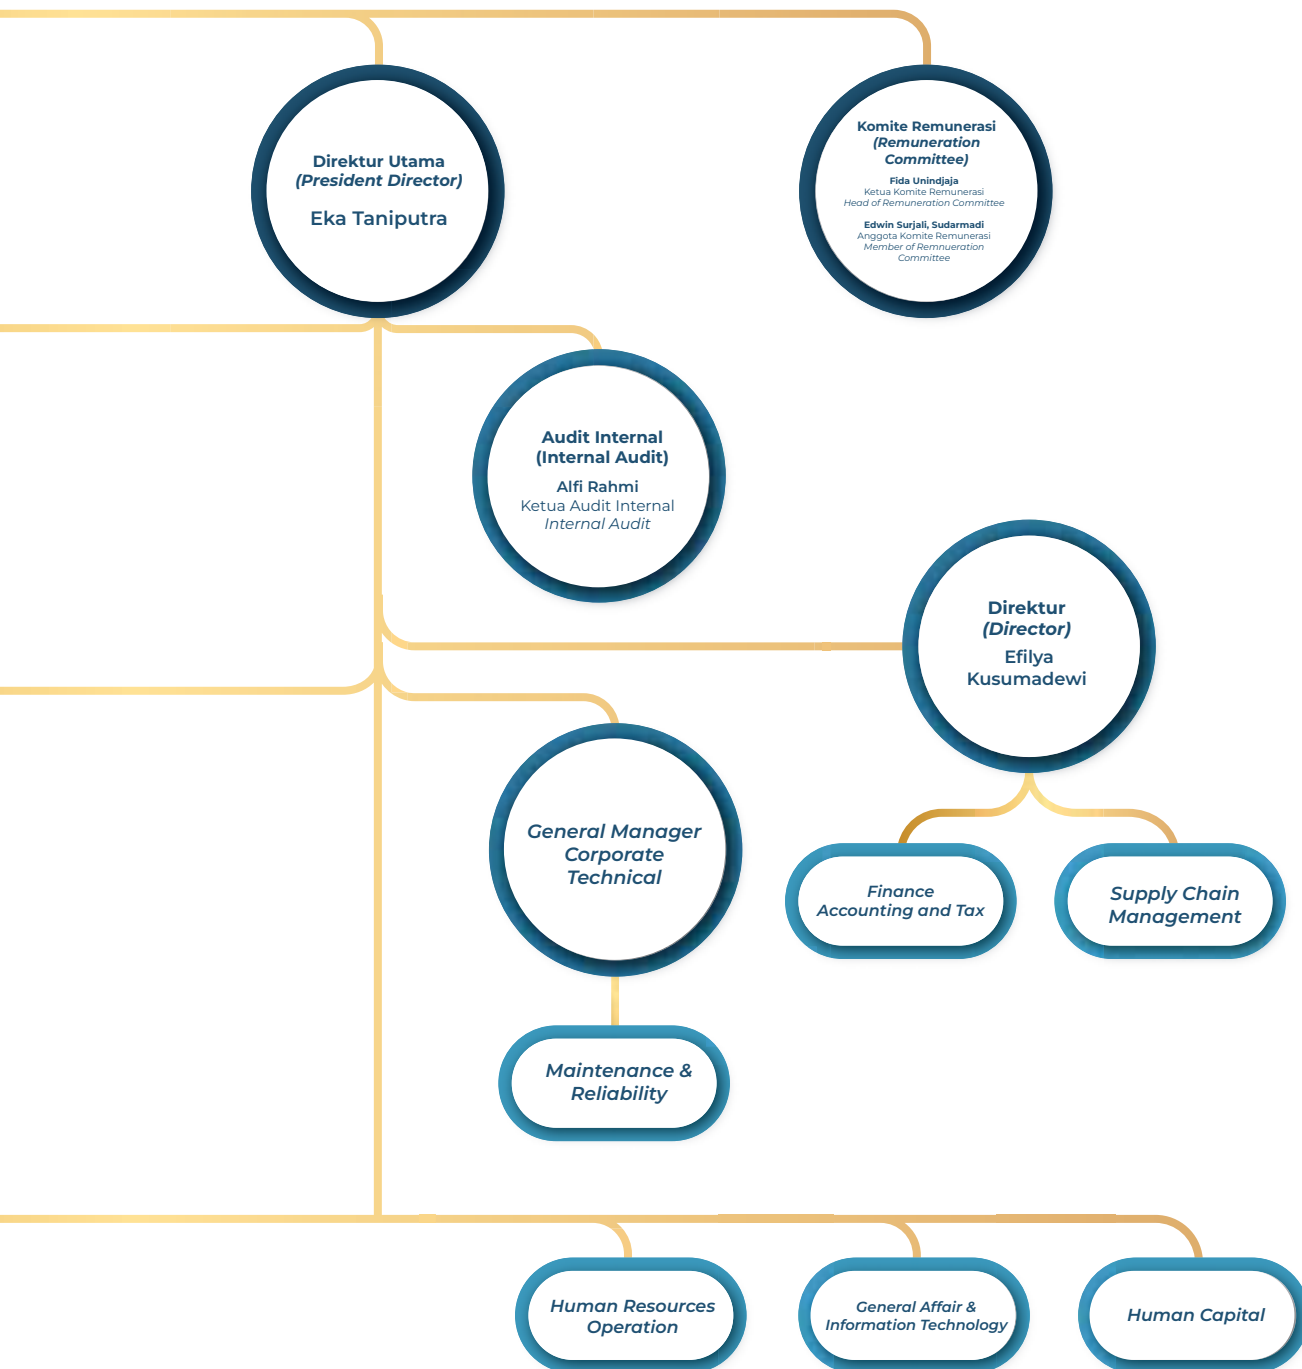 Direktur Utama
(President Director)
Eka Taniputra
Komite Remunerasi
(Remuneration
Committee)
Fida Unindjaja
Ketua Komite Remunerasi
Head of Remuneration Committee
Edwin Surjali, Sudarmadi
Anggota Komite Remunerasi
Member of Remnueration
Committee
Audit Internal
(Internal Audit)
Alfi Rahmi
Ketua Audit Internal
Internal Audit
Direktur
(Director)
Efilya
Kusumadewi
General Manager
Corporate
Technical
Finance
Accounting and Tax
Supply Chain
Management
Maintenance &
Reliability
Human Resources
Operation
General Affair &
Information Technology
Human Capital